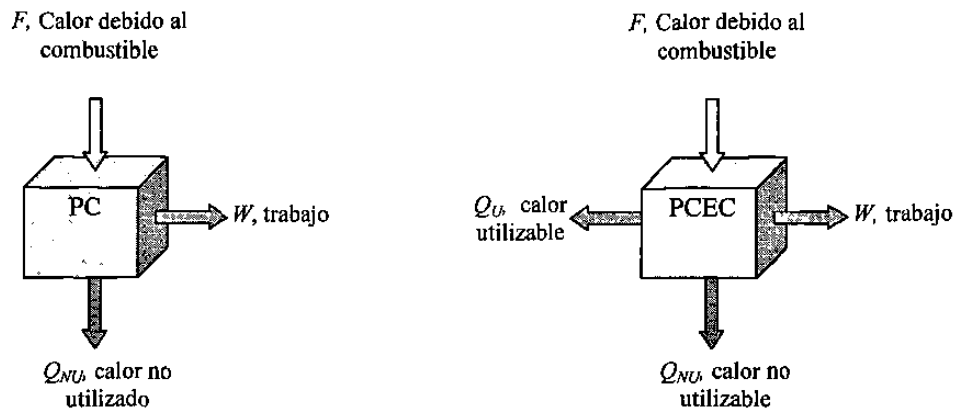 F, Calor debido al
combustible
PC
W, trabajo
Q_NU, calor no
utilizado
F, Calor debido al
combustible
Q_U, calor
utilizable
PCEC
W, trabajo
Q_NU, calor no
utilizable